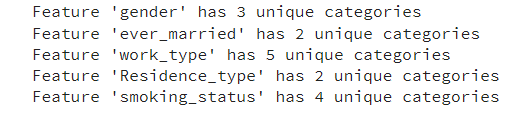 Feature 'gender' has 3 unique categories
Feature 'ever_married' has 2 unique categories
Feature 'work_type' has 5 unique categories
Feature 'Residence_type' has 2 unique categories
Feature 'smoking_status' has 4 unique categories